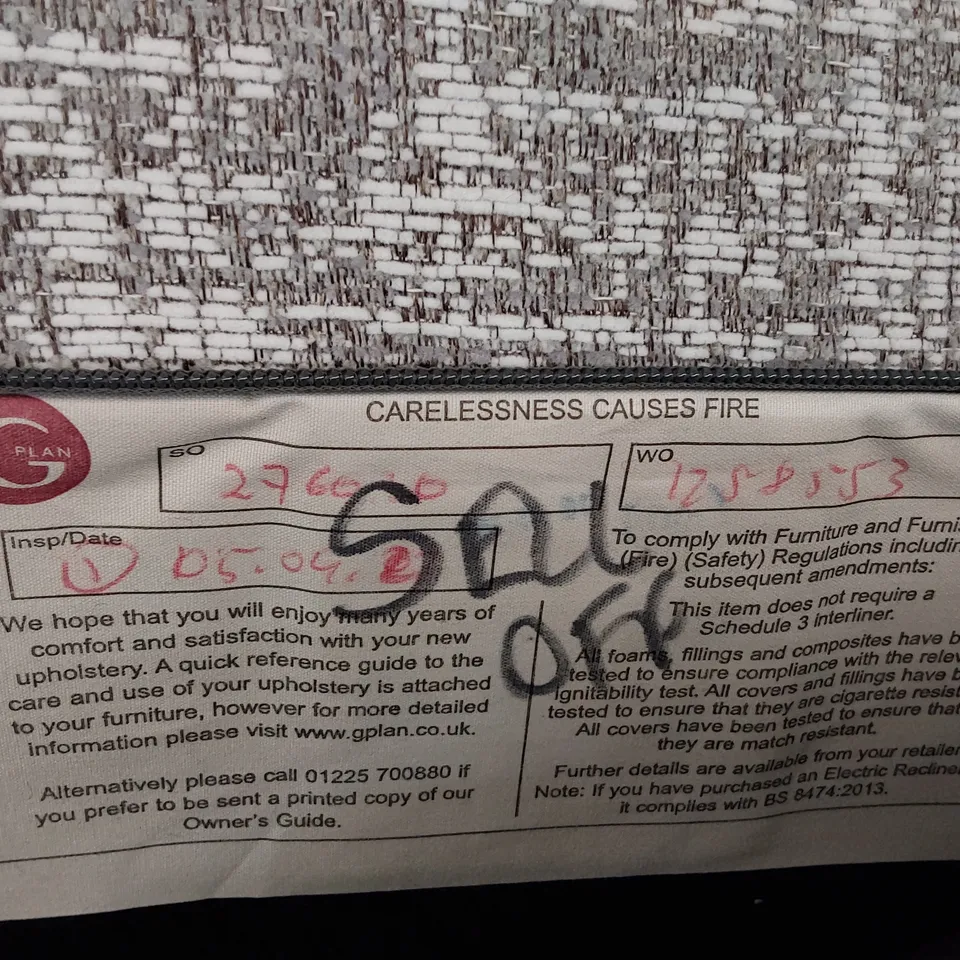 CARELESSNESS CAUSES FIRE
G PLAN
SO
WO 1258553
Insp/Date
1 05.04.
To comply with Furniture and Furnis
(Fire) (Safety) Regulations includin
subsequent amendments:
This item does not require a
Schedule 3 interliner.
All foams, fillings and composites have b
tested to ensure compliance with the relev
ignitability test. All covers and fillings have b
tested to ensure that they are cigarette resist
All covers have been tested to ensure that
they are match resistant.
Further details are available from your retailer
Note: If you have purchased an Electric Recline
it complies with BS 8474:2013.
We hope that you will enjoy many years of
comfort and satisfaction with your new
upholstery. A quick reference guide to the
care and use of your upholstery is attached
to your furniture, however for more detailed
information please visit www.gplan.co.uk.
Alternatively please call 01225 700880 if
you prefer to be sent a printed copy of our
Owner's Guide.